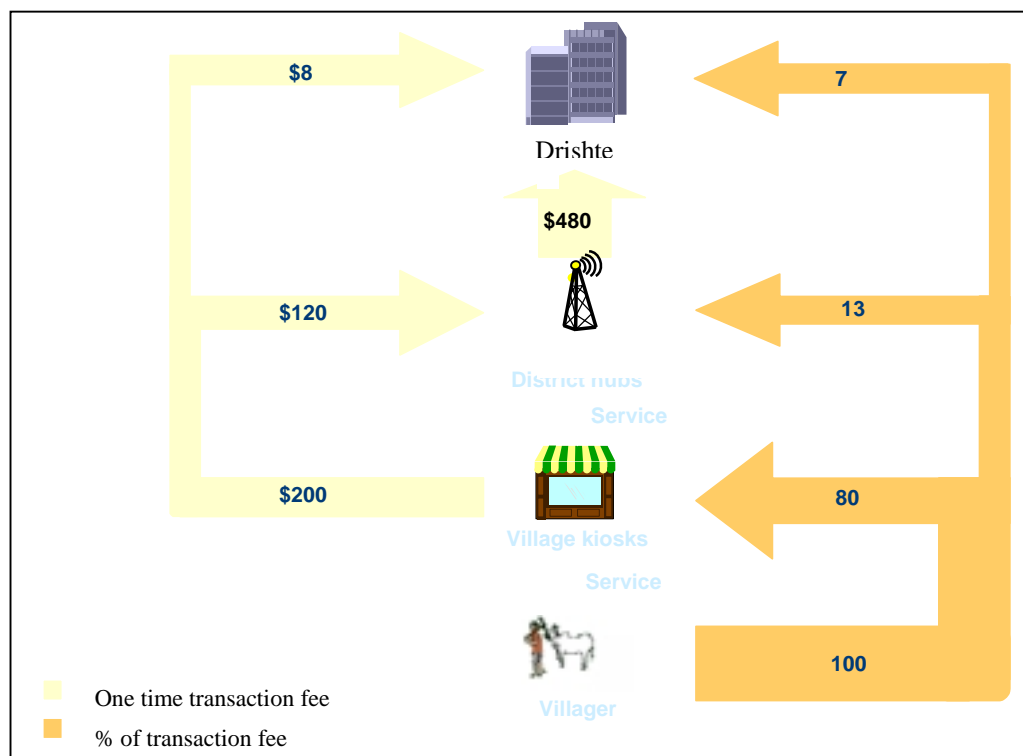 $8
7
Drishte
$480
$120
13
District hubs
Service
$200
80
Village kiosks
Service
100
Villager
One time transaction fee
% of transaction fee